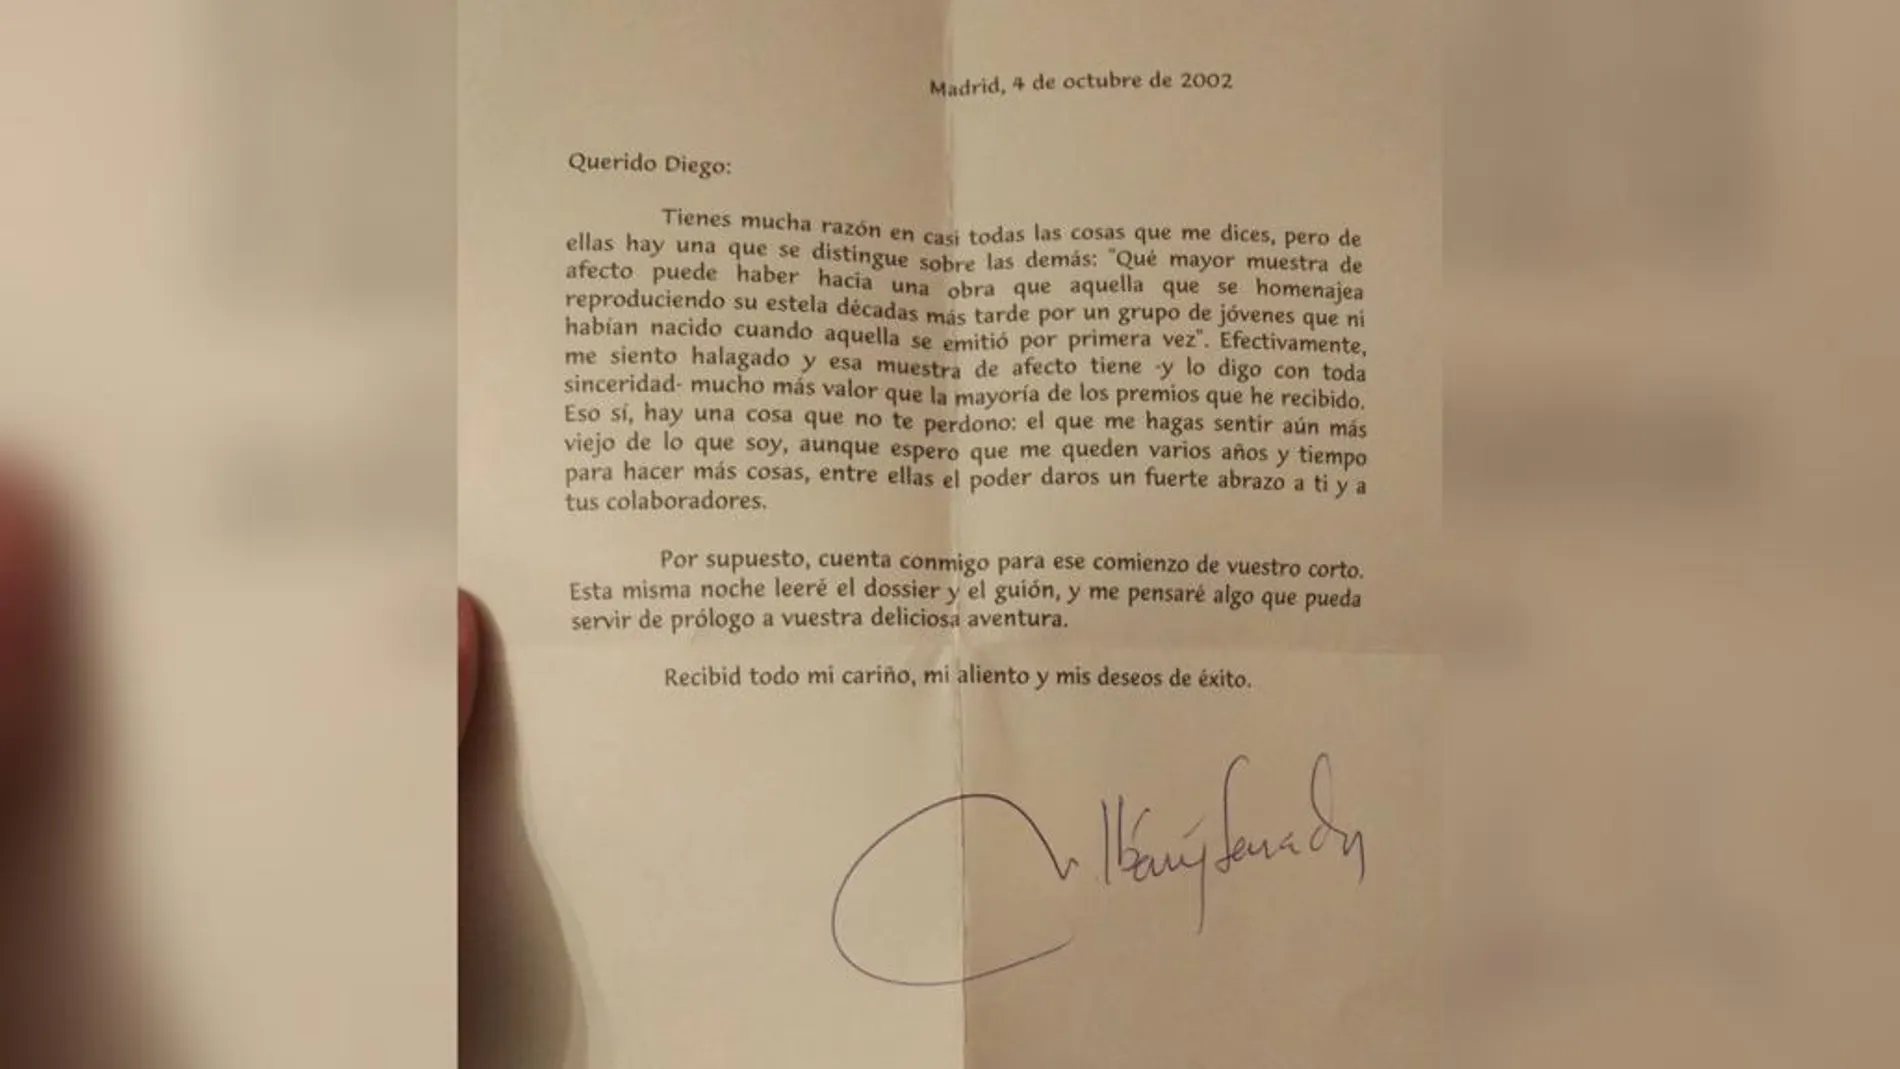 Madrid, 4 de octubre de 2002
Querido Diego:
Tienes mucha razón en casi todas las cosas que me dices, pero de
ellas hay una que se distingue sobre las demás: "Qué mayor muestra de
afecto puede haber hacia una obra que aquella que se homenajea
reproduciendo su estela décadas más tarde por un grupo de jóvenes que ni
habían nacido cuando aquella se emitió por primera vez". Efectivamente,
me siento halagado y esa muestra de afecto tiene -y lo digo con toda
sinceridad- mucho más valor que la mayoría de los premios que he recibido.
Eso sí, hay una cosa que no te perdono: el que me hagas sentir aún más
viejo de lo que soy, aunque espero que me queden varios años y tiempo
para hacer más cosas, entre ellas el poder daros un fuerte abrazo a ti y a
tus colaboradores.
Por supuesto, cuenta conmigo para ese comienzo de vuestro corto.
Esta misma noche leeré el dossier y el guión, y me pensaré algo que pueda
servir de prólogo a vuestra deliciosa aventura.
Recibid todo mi cariño, mi aliento y mis deseos de éxito.
Ibáñez Serrador